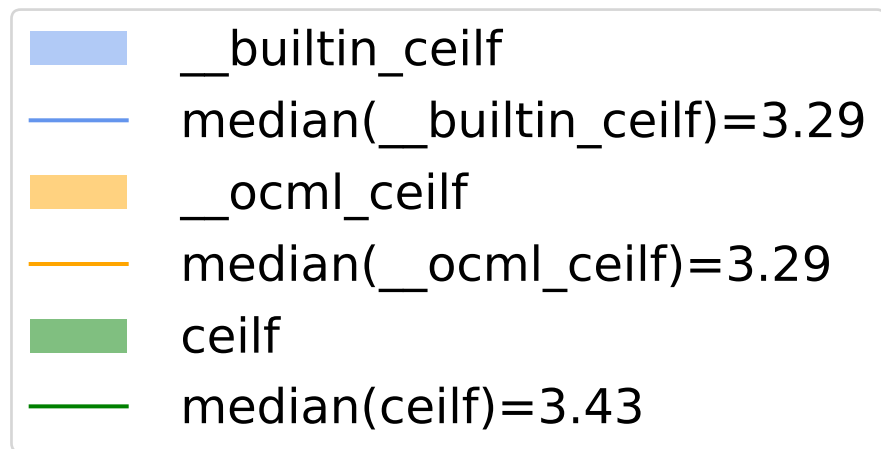 __builtin_ceilf
median(__builtin_ceilf)=3.29
__ocml_ceilf
median(__ocml_ceilf)=3.29
ceilf
median(ceilf)=3.43